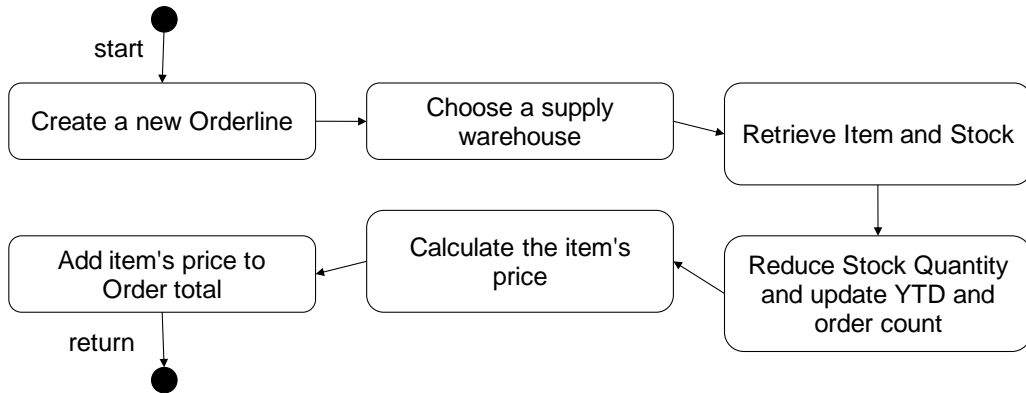 start
Create a new Orderline
Choose a supply
warehouse
Retrieve Item and Stock
Reduce Stock Quantity
and update YTD and
order count
Calculate the item's
price
Add item's price to
Order total
return